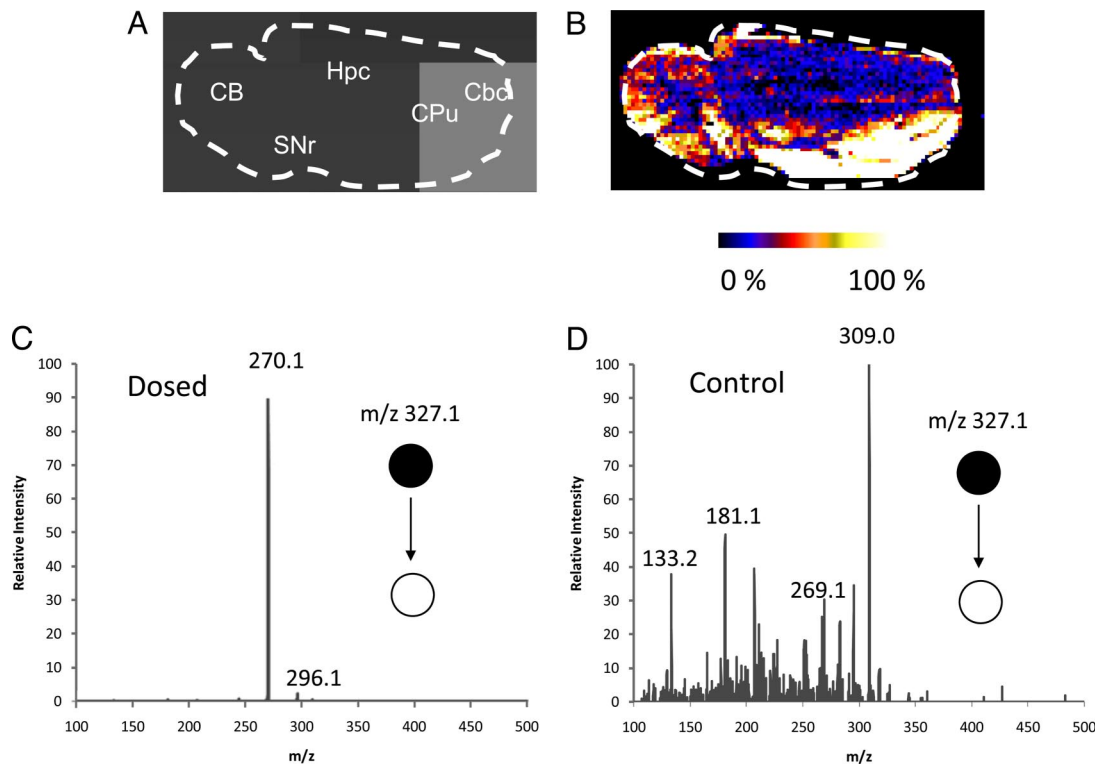 A
CB
Hpc
Cbc
CPu
SNr
B
0 %
100 %
C
Dosed
270.1
m/z 327.1
296.1
Relative Intensity
100
90
80
70
60
50
40
30
20
10
0
100 150 200 250 300 350 400 450 500
m/z
D
Control
309.0
m/z 327.1
181.1
133.2
269.1
Relative Intensity
100
90
80
70
60
50
40
30
20
10
0
100 150 200 250 300 350 400 450 500
m/z